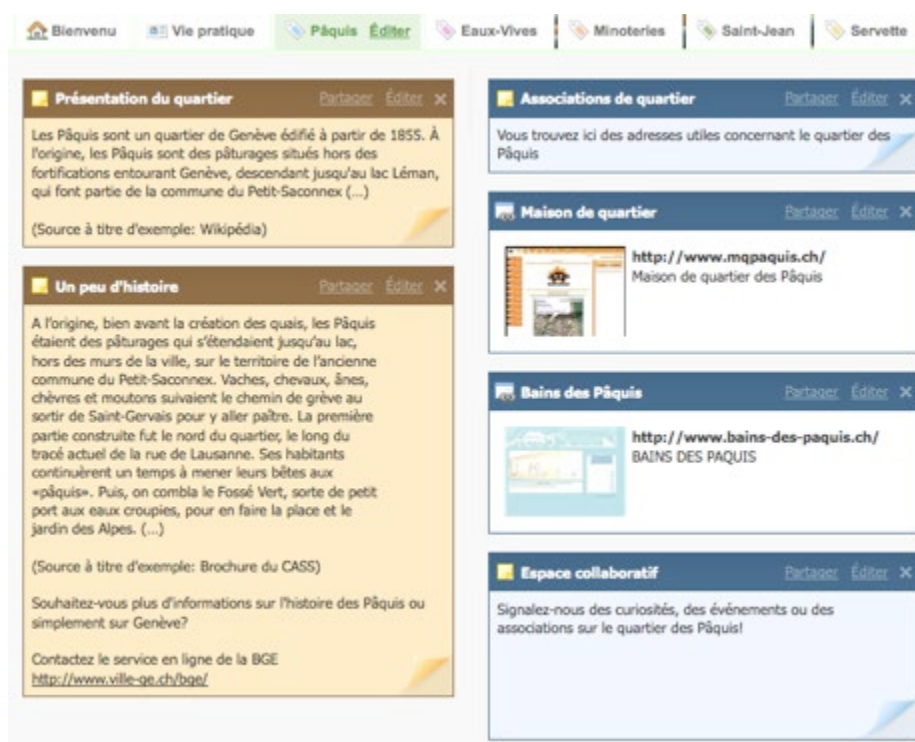 Bienvenu Vie pratique Pâquis Éditer Eaux-Vives Minoteries Saint-Jean Servette
Présentation du quartier Partager Éditer
Les Pâquis sont un quartier de Genève édifié à partir de 1855. À
l'origine, les Pâquis sont des pâturages situés hors des
fortifications entourant Genève, descendant jusqu'au lac Léman,
qui font partie de la commune du Petit-Saconnex (...)
(Source à titre d'exemple: Wikipédia)
Un peu d'histoire Partager Éditer
A l'origine, bien avant la création des quais, les Pâquis
étaient des pâturages qui s'étendaient jusqu'au lac,
hors des murs de la ville, sur le territoire de l'ancienne
commune du Petit-Saconnex. Vaches, chevaux, ânes,
chèvres et moutons suivaient le chemin de grève au
sortir de Saint-Gervais pour y aller paître. La première
partie construite fut le nord du quartier, le long du
tracé actuel de la rue de Lausanne. Ses habitants
continuèrent un temps à mener leurs bêtes aux
«pâquis». Puis, on combla le Fossé Vert, sorte de petit
port aux eaux croupies, pour en faire la place et le
jardin des Alpes. (...)
(Source à titre d'exemple: Brochure du CASS)
Souhaitez-vous plus d'informations sur l'histoire des Pâquis ou
simplement sur Genève?
Contactez le service en ligne de la BGE
http://www.ville-ge.ch/bge/
Associations de quartier Partager Éditer
Vous trouvez ici des adresses utiles concernant le quartier des
Pâquis
Maison de quartier Partager Éditer
http://www.mqpaquis.ch/
Maison de quartier des Pâquis
Bains des Pâquis Partager Éditer
http://www.bains-des-paquis.ch/
BAINS DES PAQUIS
Espace collaboratif Partager Éditer
Signalez-nous des curiosités, des événements ou des
associations sur le quartier des Pâquis!